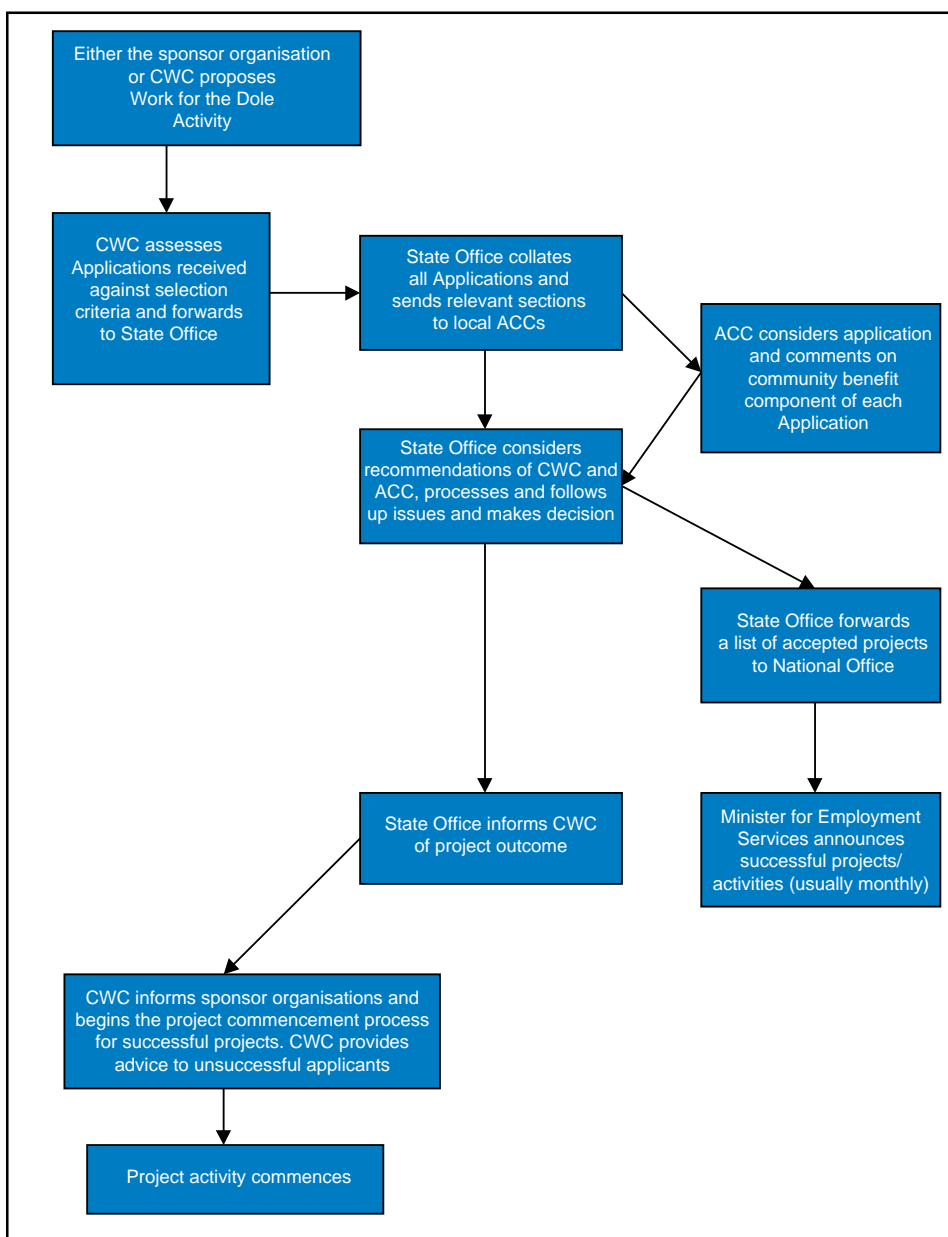 Either the sponsor organisation
or CWC proposes
Work for the Dole
Activity
CWC assesses
Applications received
against selection
criteria and forwards
to State Office
State Office collates
all Applications and
sends relevant sections
to local ACCs
ACC considers application
and comments on
community benefit
component of each
Application
State Office considers
recommendations of CWC and
ACC, processes and follows
up issues and makes decision
State Office forwards
a list of accepted projects
to National Office
State Office informs CWC
of project outcome
Minister for Employment
Services announces
successful projects/
activities (usually monthly)
CWC informs sponsor organisations and
begins the project commencement process
for successful projects. CWC provides
advice to unsuccessful applicants
Project activity commences